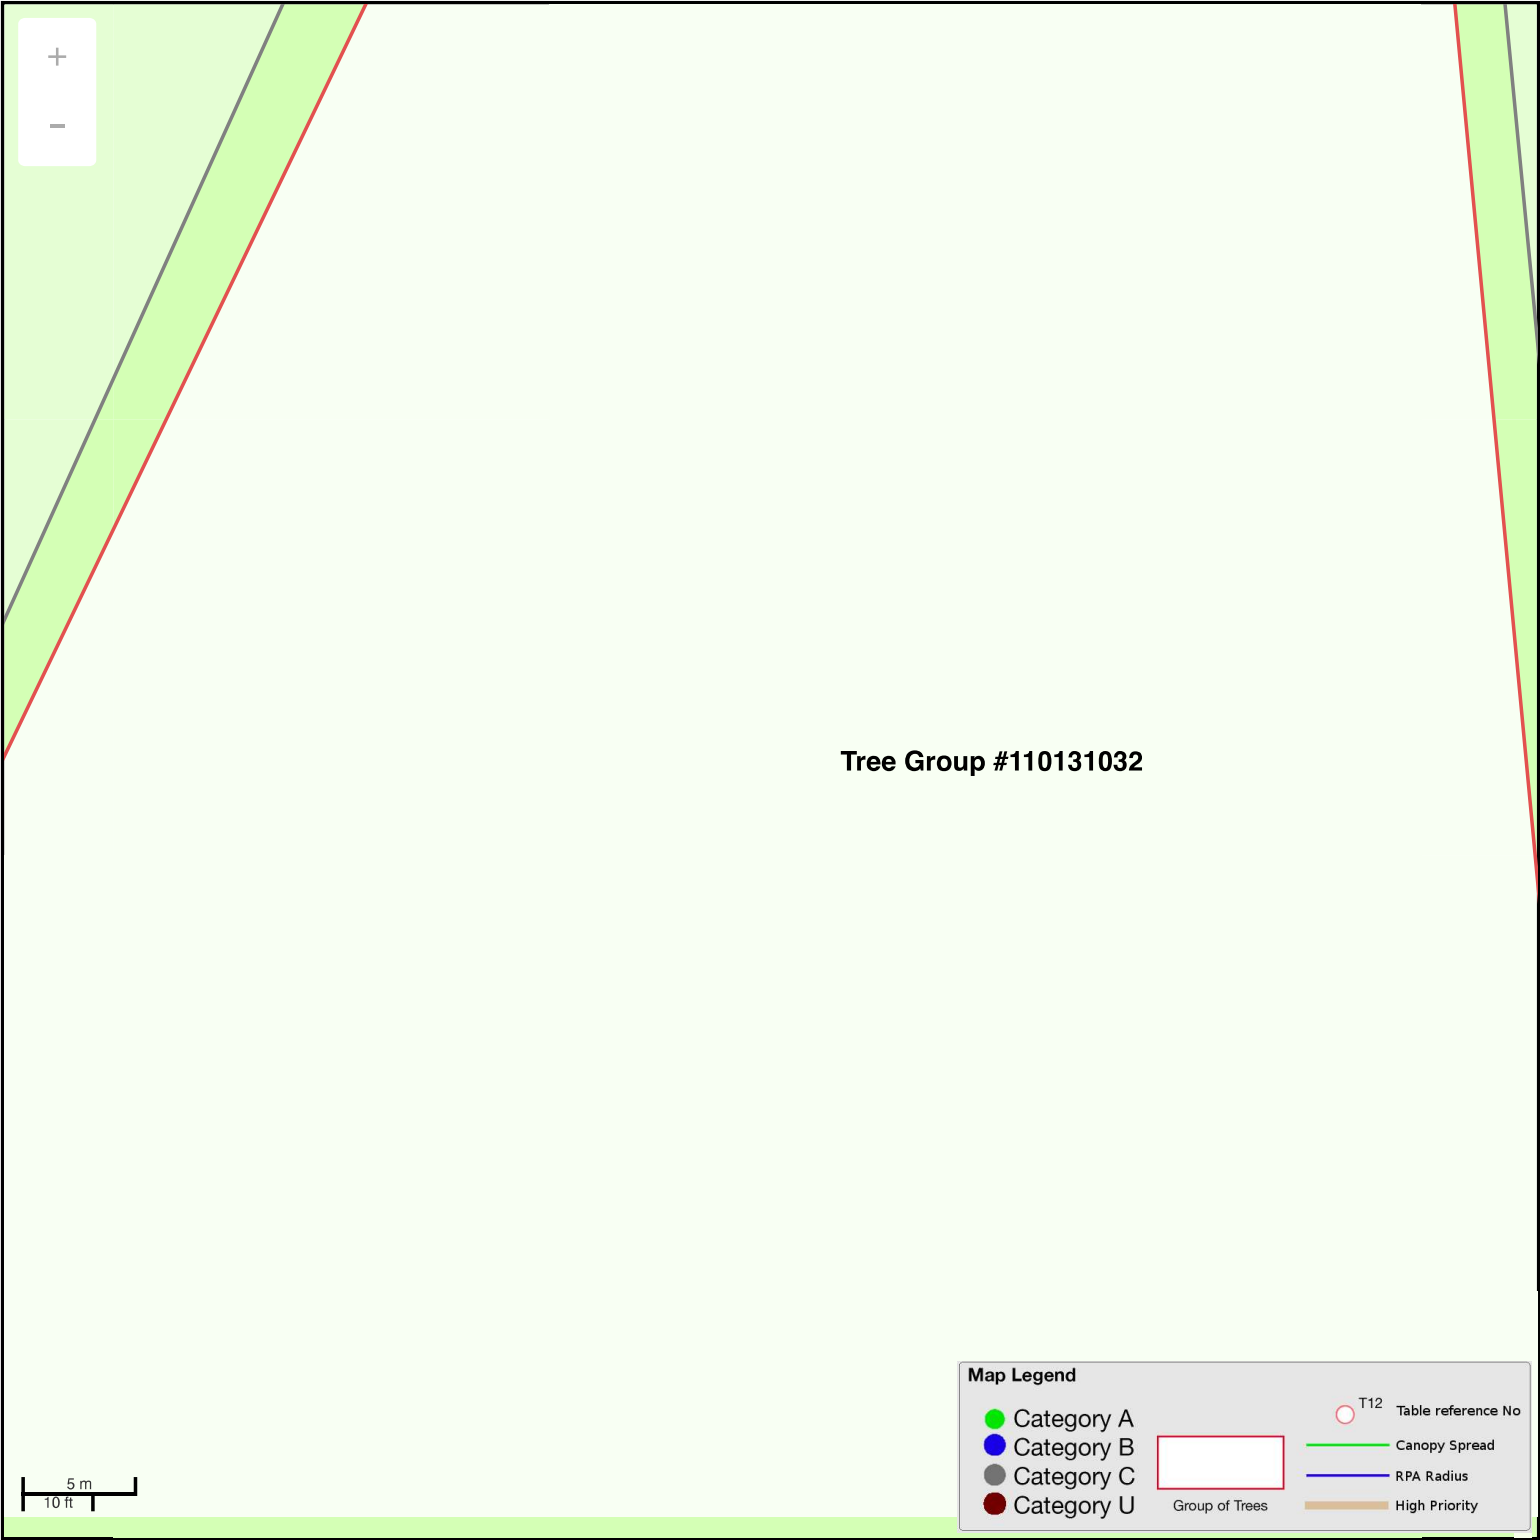 +
−
Tree Group #110131032
Map Legend
Category A
Category B
Category C
Category U
Group of Trees
T12 Table reference No
Canopy Spread
RPA Radius
High Priority
5 m
10 ft